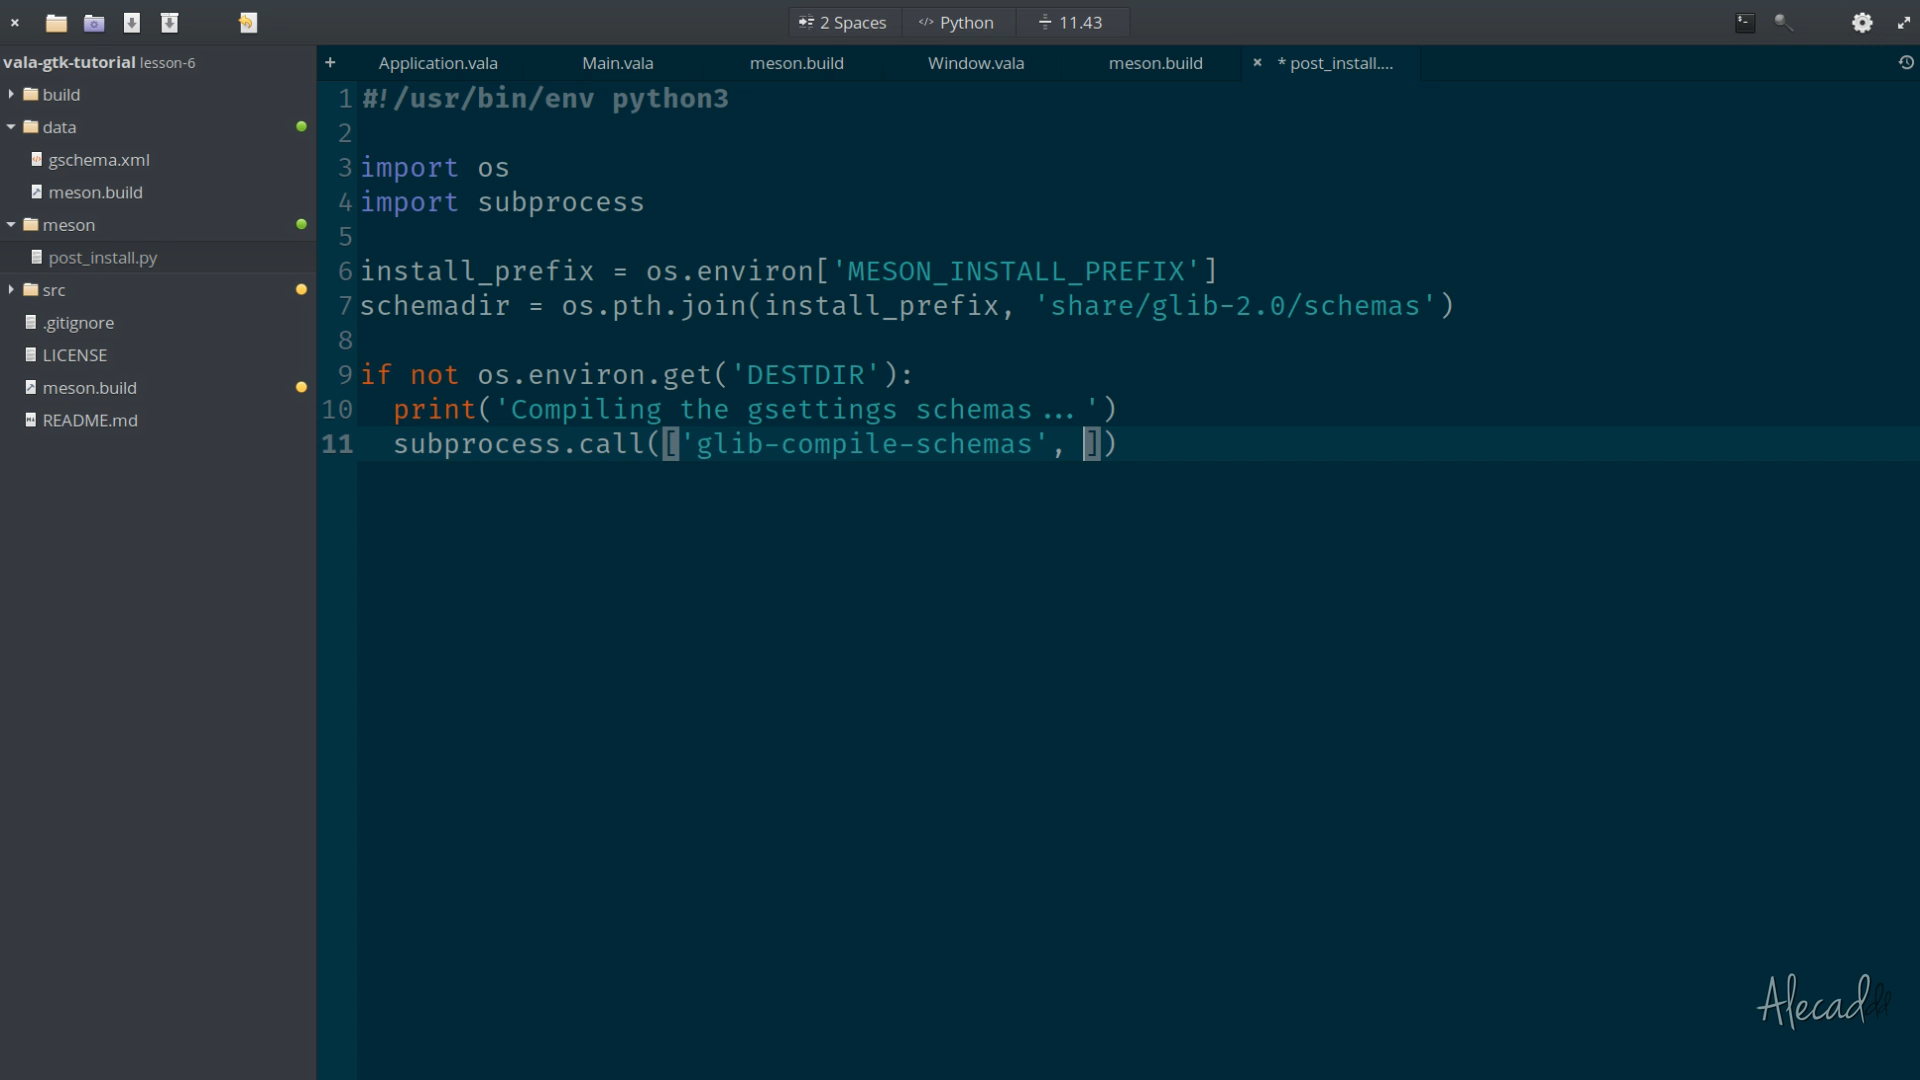 2 Spaces
</> Python
11.43
vala-gtk-tutorial lesson-6
build
data
gschema.xml
meson.build
meson
post_install.py
src
.gitignore
LICENSE
meson.build
README.md
+ Application.vala Main.vala meson.build Window.vala meson.build × * post_install....
1 #!/usr/bin/env python3
2
3 import os
4 import subprocess
5
6 install_prefix = os.environ['MESON_INSTALL_PREFIX']
7 schemadir = os.pth.join(install_prefix, 'share/glib-2.0/schemas')
8
9 if not os.environ.get('DESTDIR'):
10   print('Compiling the gsettings schemas...')
11   subprocess.call(['glib-compile-schemas', ])
Alecaddd